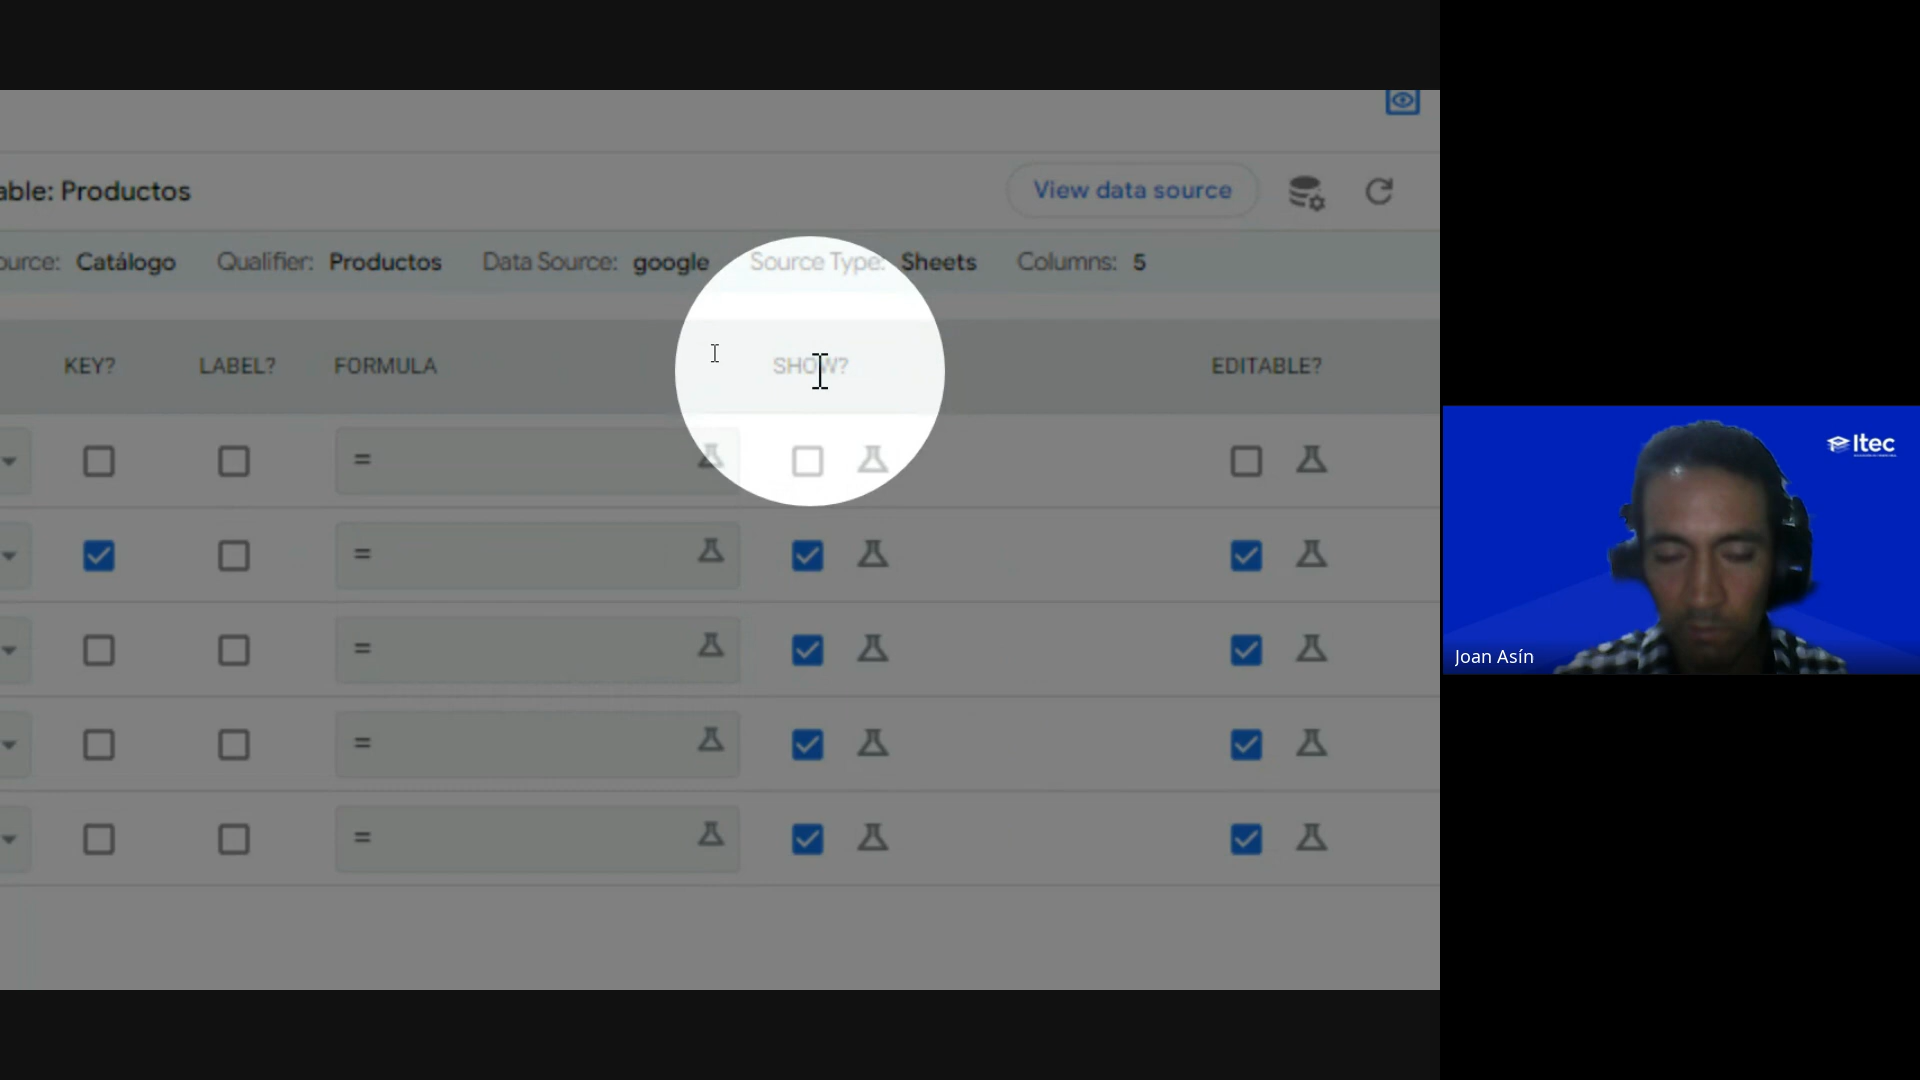 able: Productos
View data source
ource: Catálogo Qualifier: Productos Data Source: google Source Type: Sheets Columns: 5
KEY? LABEL? FORMULA SHOW? EDITABLE?
=
=
=
=
=
Itec
Joan Asín